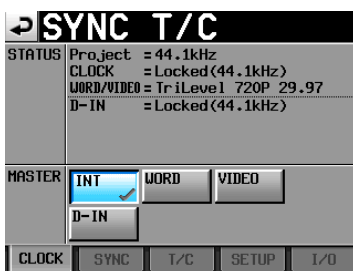 SYNC T/C
STATUS
Project =44.1kHz
CLOCK =Locked(44.1kHz)
WORD/VIDEO=TriLevel 720P 29.97
D-IN =Locked(44.1kHz)
MASTER
INT WORD VIDEO
D-IN
CLOCK SYNC T/C SETUP I/O